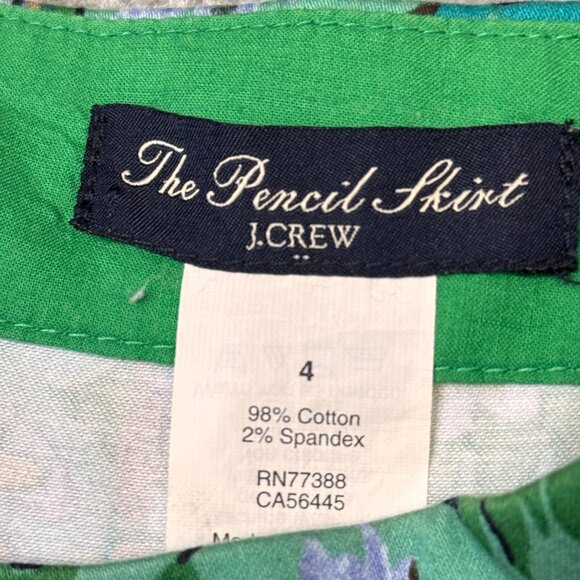 The Pencil Skirt
J.CREW
4
98% Cotton
2% Spandex
RN77388
CA56445